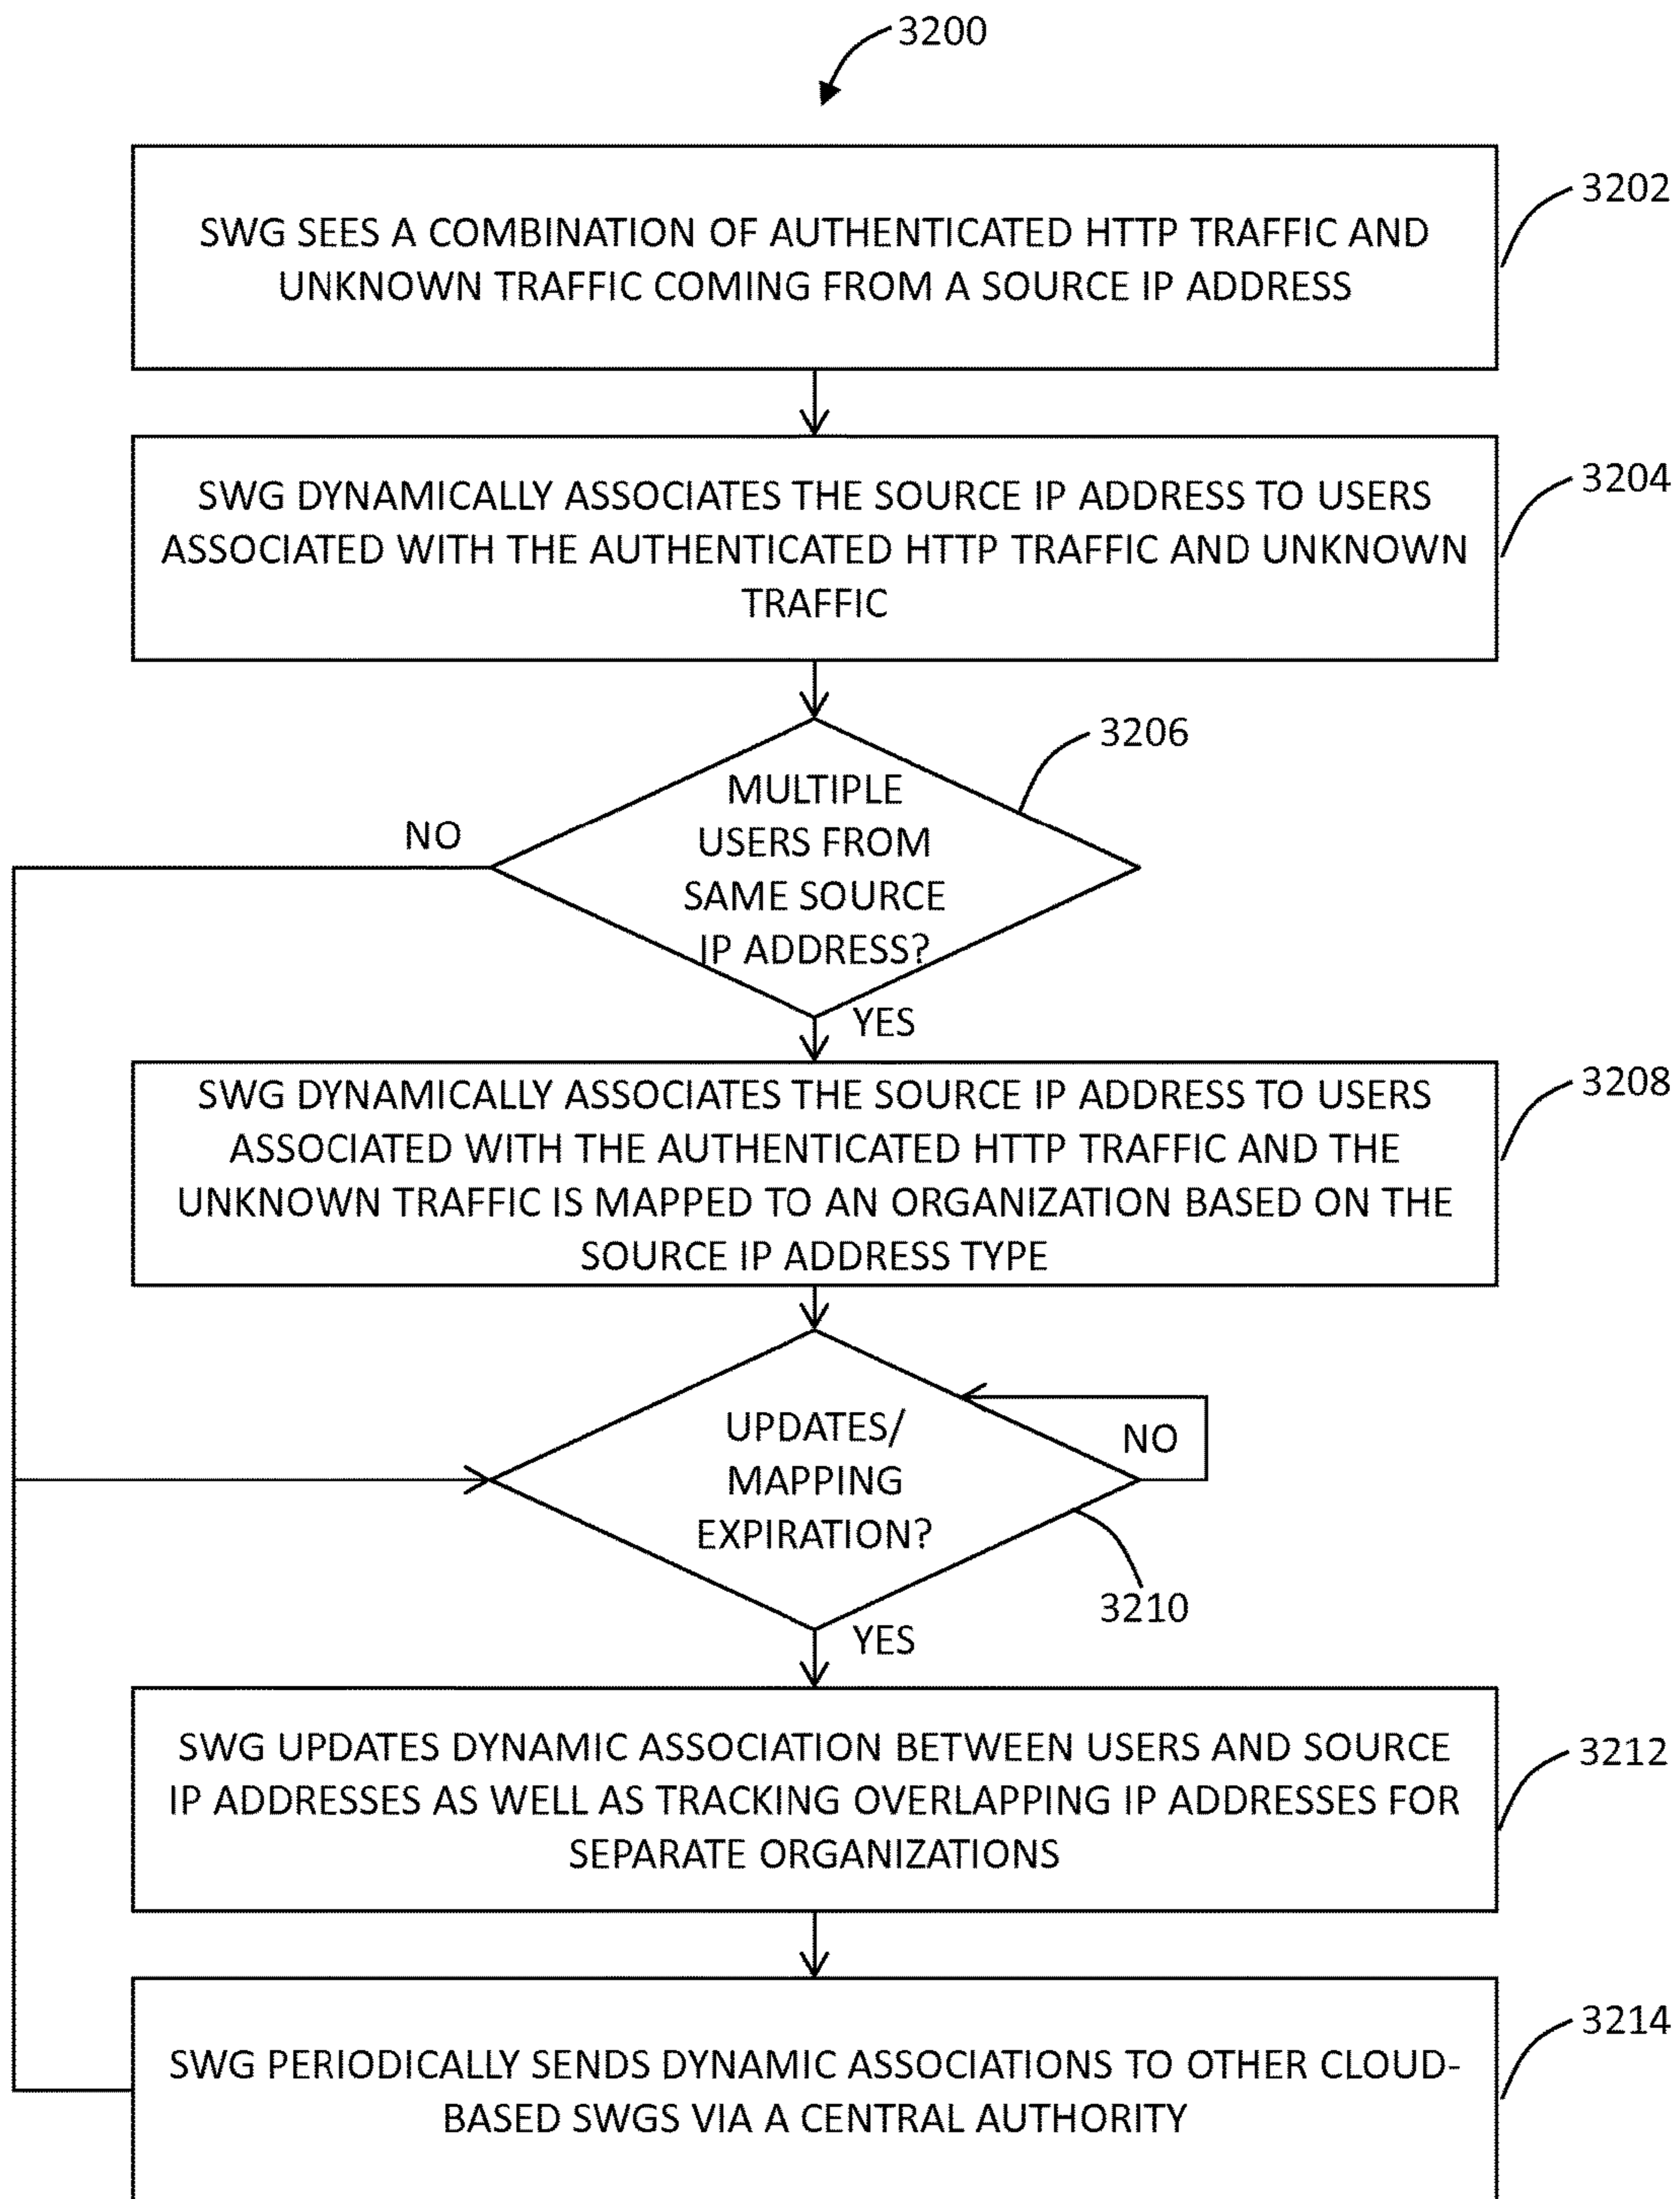 3200
3202
SWG SEES A COMBINATION OF AUTHENTICATED HTTP TRAFFIC AND
UNKNOWN TRAFFIC COMING FROM A SOURCE IP ADDRESS
3204
SWG DYNAMICALLY ASSOCIATES THE SOURCE IP ADDRESS TO USERS
ASSOCIATED WITH THE AUTHENTICATED HTTP TRAFFIC AND UNKNOWN
TRAFFIC
3206
MULTIPLE
USERS FROM
SAME SOURCE
IP ADDRESS?
NO
YES
3208
SWG DYNAMICALLY ASSOCIATES THE SOURCE IP ADDRESS TO USERS
ASSOCIATED WITH THE AUTHENTICATED HTTP TRAFFIC AND THE
UNKNOWN TRAFFIC IS MAPPED TO AN ORGANIZATION BASED ON THE
SOURCE IP ADDRESS TYPE
UPDATES/
MAPPING
EXPIRATION?
NO
3210
YES
SWG UPDATES DYNAMIC ASSOCIATION BETWEEN USERS AND SOURCE
IP ADDRESSES AS WELL AS TRACKING OVERLAPPING IP ADDRESSES FOR
SEPARATE ORGANIZATIONS
3212
3214
SWG PERIODICALLY SENDS DYNAMIC ASSOCIATIONS TO OTHER CLOUD-
BASED SWGS VIA A CENTRAL AUTHORITY